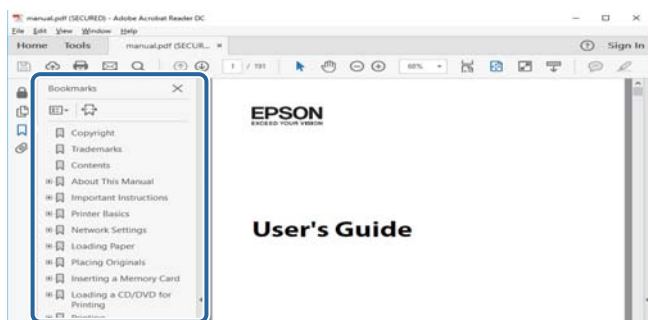 manual.pdf (SECURED) - Adobe Acrobat Reader DC
File Edit View Window Help
Home Tools manual.pdf (SECUR... × Sign In
1 / 191 68%
Bookmarks
Copyright
Trademarks
Contents
About This Manual
Important Instructions
Printer Basics
Network Settings
Loading Paper
Placing Originals
Inserting a Memory Card
Loading a CD/DVD for
Printing
Printing
EPSON
EXCEED YOUR VISION
User's Guide